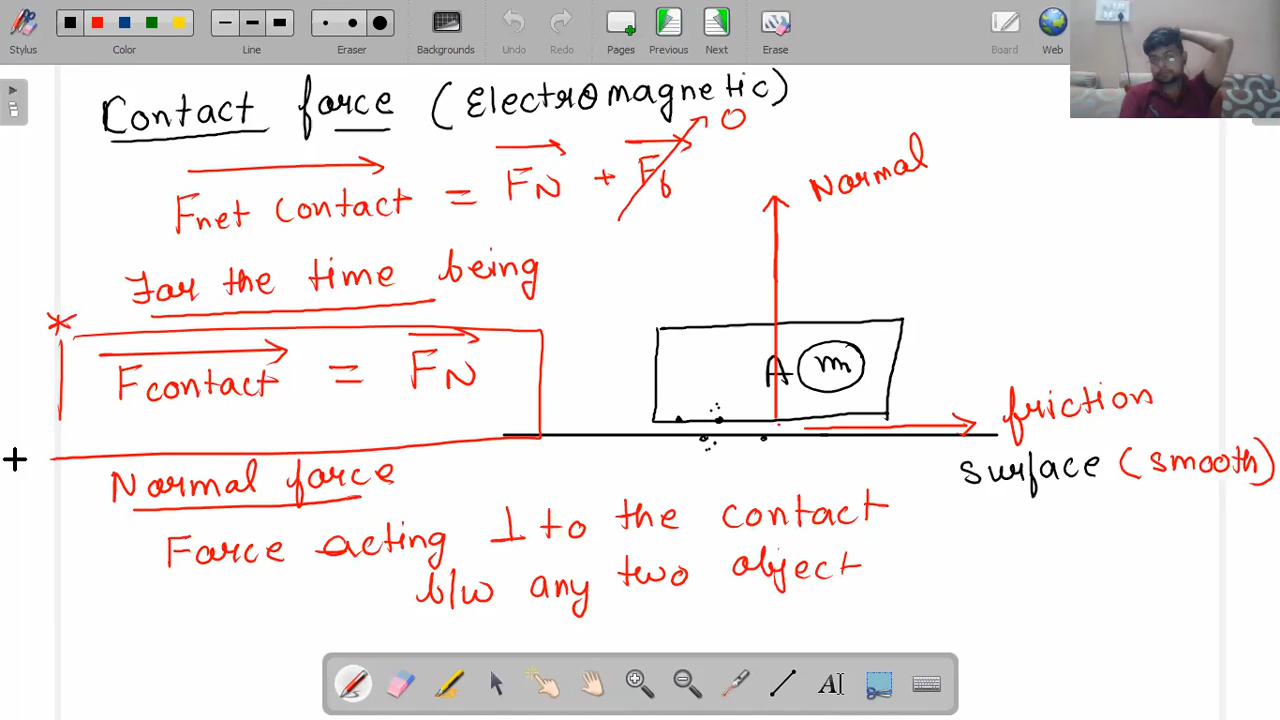 Stylus
Color
Line
Eraser
Backgrounds
Undo
Redo
Pages
Previous
Next
Erase
Board
Web
Contact force (Electromagnetic)
Fnet contact = FN + Fb 0
Normal
For the time being
* Fcontact = FN
A m
friction
surface (smooth)
Normal force
Force acting ⊥ to the contact
b/w any two object
AI